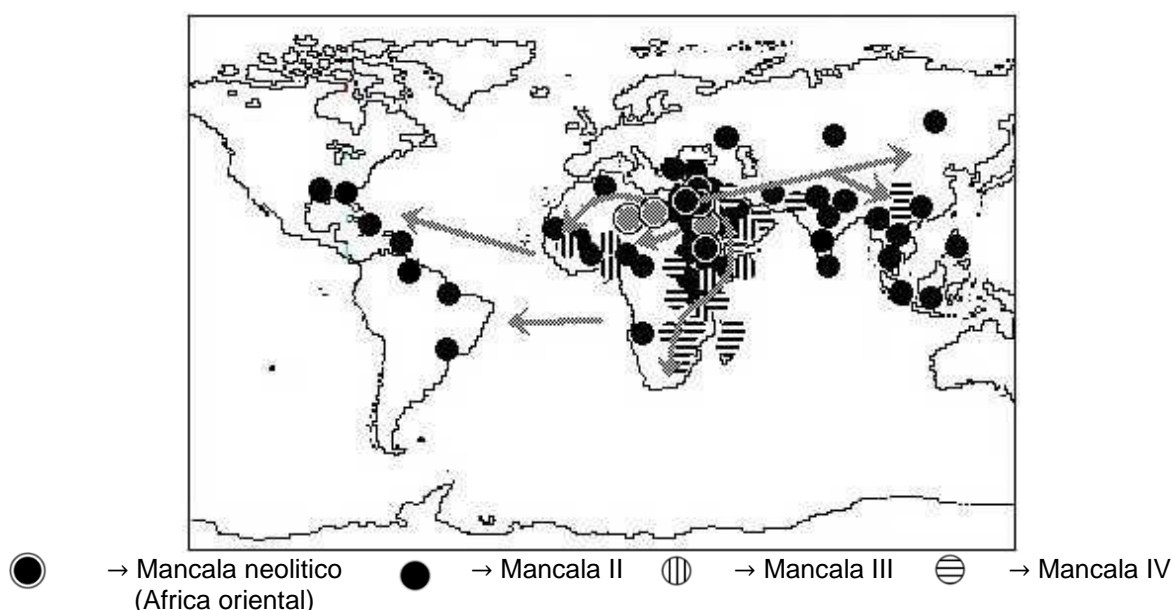 → Mancala neolitico → Mancala II → Mancala III → Mancala IV
(Africa oriental)